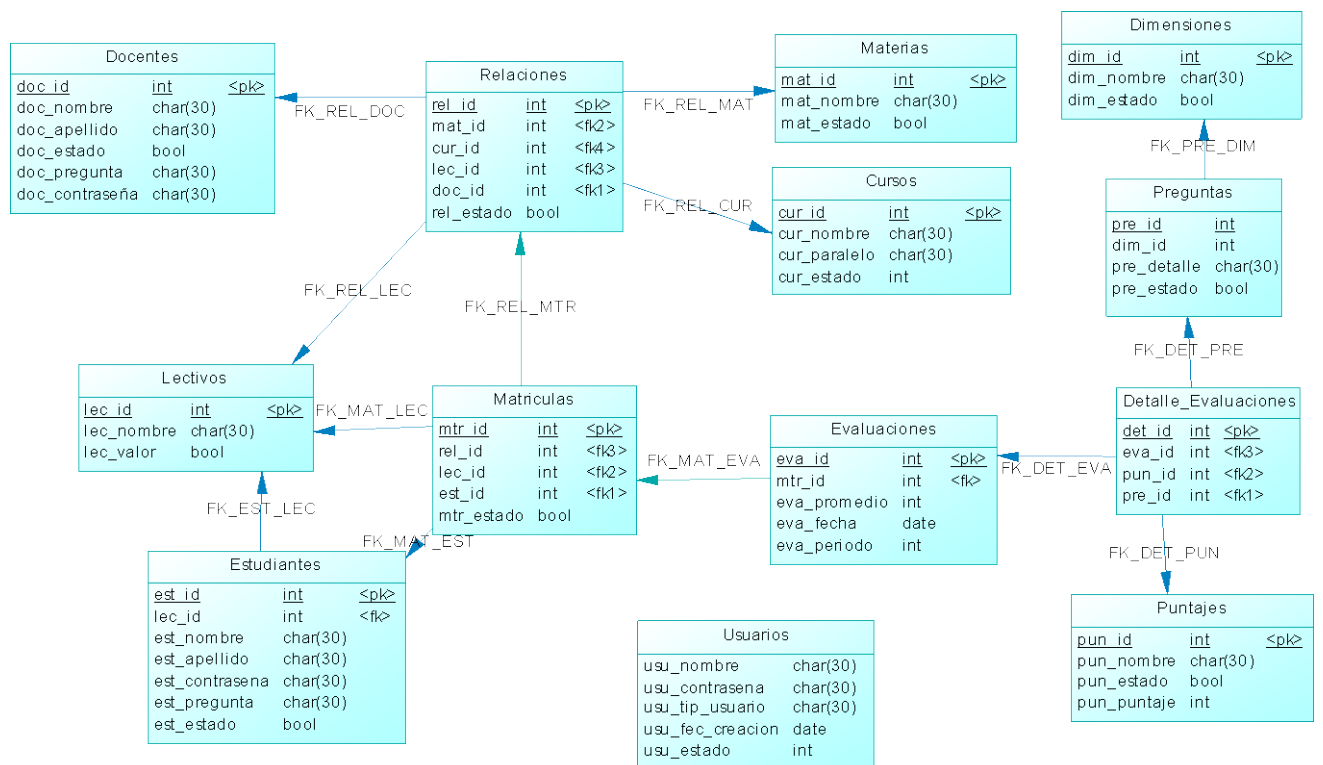 Docentes
doc_id int <pk>
doc_nombre char(30)
doc_apellido char(30)
doc_estado bool
doc_pregunta char(30)
doc_contraseña char(30)
FK_REL_DOC
Relaciones
rel_id int <pk>
mat_id int <fk2>
cur_id int <fk4>
lec_id int <fk3>
doc_id int <fk1>
rel_estado bool
FK_REL_MAT
Materias
mat_id int <pk>
mat_nombre char(30)
mat_estado bool
FK_REL_CUR
Cursos
cur_id int <pk>
cur_nombre char(30)
cur_paralelo char(30)
cur_estado int
Dimensiones
dim_id int <pk>
dim_nombre char(30)
dim_estado bool
FK_PRE_DIM
Preguntas
pre_id int
dim_id int
pre_detalle char(30)
pre_estado bool
FK_DET_PRE
FK_REL_LEC
FK_REL_MTR
Lectivos
lec_id int <pk>
lec_nombre char(30)
lec_valor bool
FK_MAT_LEC
Matriculas
mtr_id int <pk>
rel_id int <fk3>
lec_id int <fk2>
est_id int <fk1>
mtr_estado bool
FK_MAT_EVA
Evaluaciones
eva_id int <pk>
mtr_id int <fk>
eva_promedio int
eva_fecha date
eva_periodo int
FK_DET_EVA
Detalle_Evaluaciones
det_id int <pk>
eva_id int <fk3>
pun_id int <fk2>
pre_id int <fk1>
FK_EST_LEC
FK_MAT_EST
FK_DET_PUN
Estudiantes
est_id int <pk>
lec_id int <fk>
est_nombre char(30)
est_apellido char(30)
est_contrasena char(30)
est_pregunta char(30)
est_estado bool
Usuarios
usu_nombre char(30)
usu_contrasena char(30)
usu_tip_usuario char(30)
usu_fec_creacion date
usu_estado int
Puntajes
pun_id int <pk>
pun_nombre char(30)
pun_estado bool
pun_puntaje int